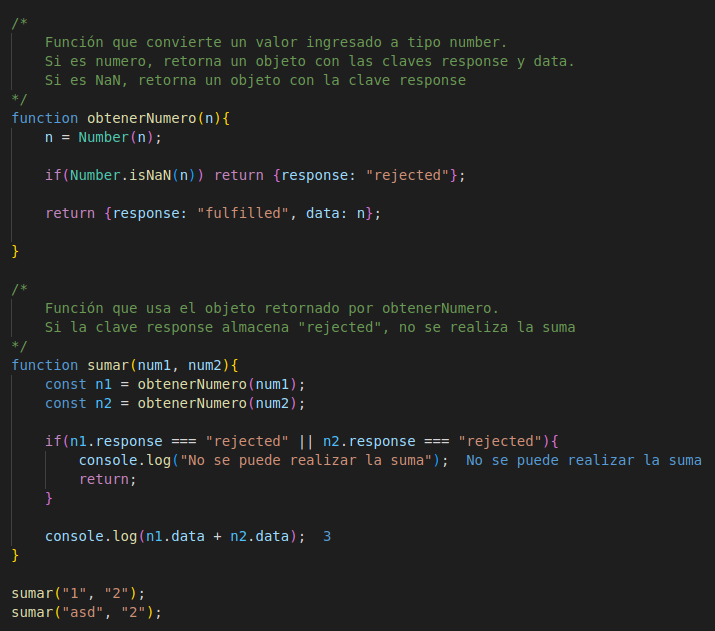 /*
    Función que convierte un valor ingresado a tipo number.
    Si es numero, retorna un objeto con las claves response y data.
    Si es NaN, retorna un objeto con la clave response
*/
function obtenerNumero(n){
    n = Number(n);
    if(Number.isNaN(n)) return {response: "rejected"};
    return {response: "fulfilled", data: n};
}
/*
    Función que usa el objeto retornado por obtenerNumero.
    Si la clave response almacena "rejected", no se realiza la suma
*/
function sumar(num1, num2){
    const n1 = obtenerNumero(num1);
    const n2 = obtenerNumero(num2);
    if(n1.response === "rejected" || n2.response === "rejected"){
        console.log("No se puede realizar la suma");  No se puede realizar la suma
        return;
    }
    console.log(n1.data + n2.data);  3
}
sumar("1", "2");
sumar("asd", "2");